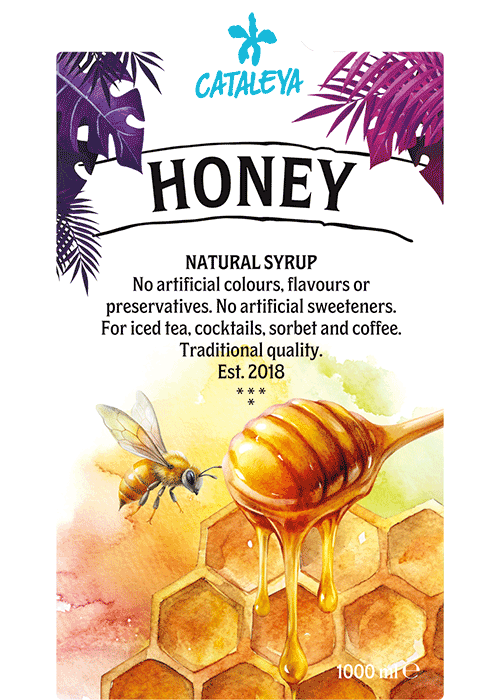 CATALEYA
HONEY
NATURAL SYRUP
No artificial colours, flavours or
preservatives. No artificial sweeteners.
For iced tea, cocktails, sorbet and coffee.
Traditional quality.
Est. 2018
***
*
1000 ml ℮